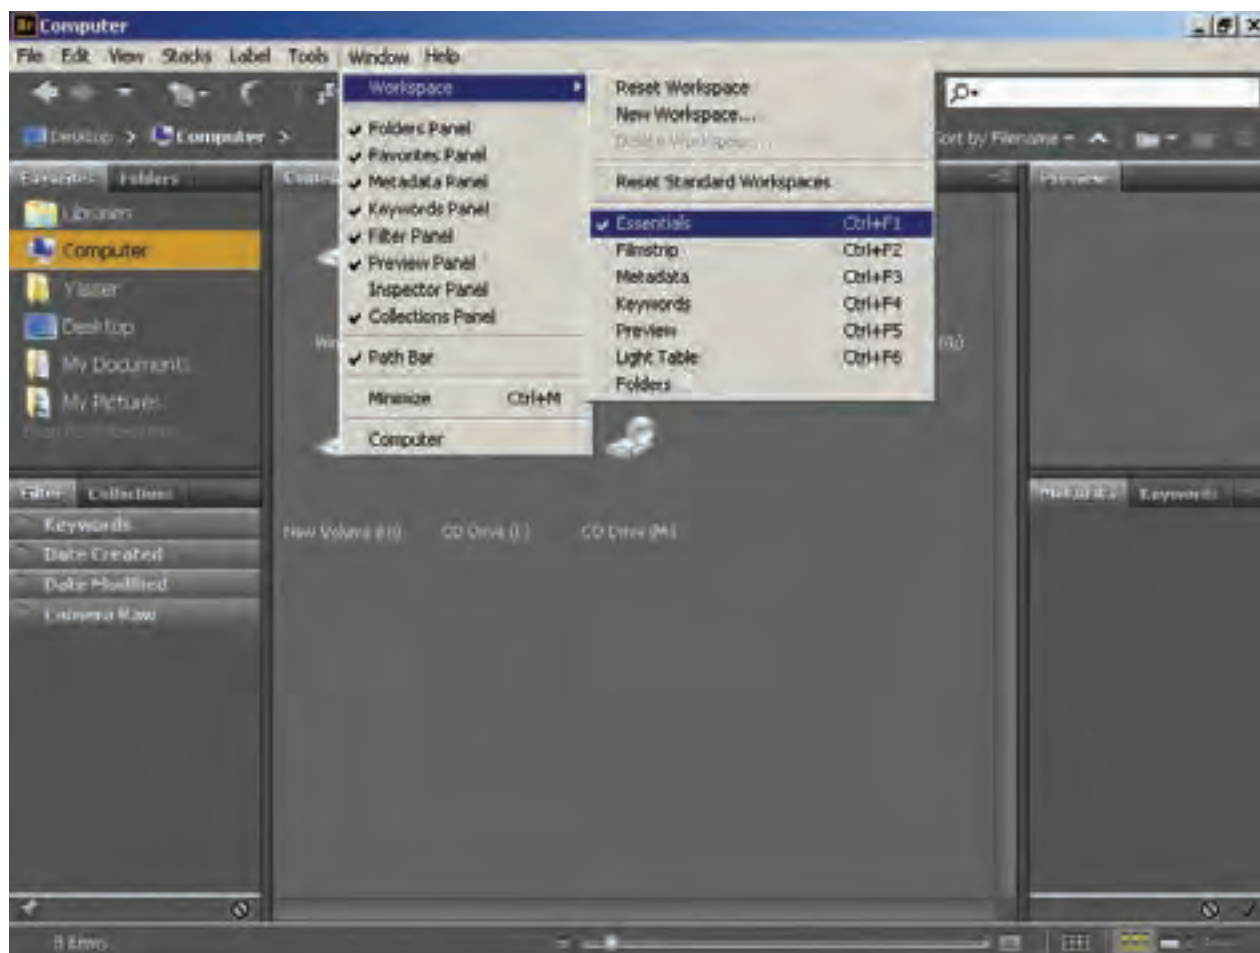 Br Computer
File Edit View Stacks Label Tools Window Help
Desktop > Computer >
Sort by Filename
Favorites Folders
Libraries
Computer
Yasser
Desktop
My Documents
My Pictures
Workspace
Folders Panel
Favorites Panel
Metadata Panel
Keywords Panel
Filter Panel
Preview Panel
Inspector Panel
Collections Panel
Path Bar
Minimize Ctrl+M
Computer
Reset Workspace
New Workspace...
Delete Workspace...
Reset Standard Workspaces
Essentials Ctrl+F1
Filmstrip Ctrl+F2
Metadata Ctrl+F3
Keywords Ctrl+F4
Preview Ctrl+F5
Light Table Ctrl+F6
Folders
Preview
Filter Collections
Keywords
Date Created
Date Modified
Camera Raw
New Volume CD Drive CD Drive (M:)
Metadata Keywords
8 items